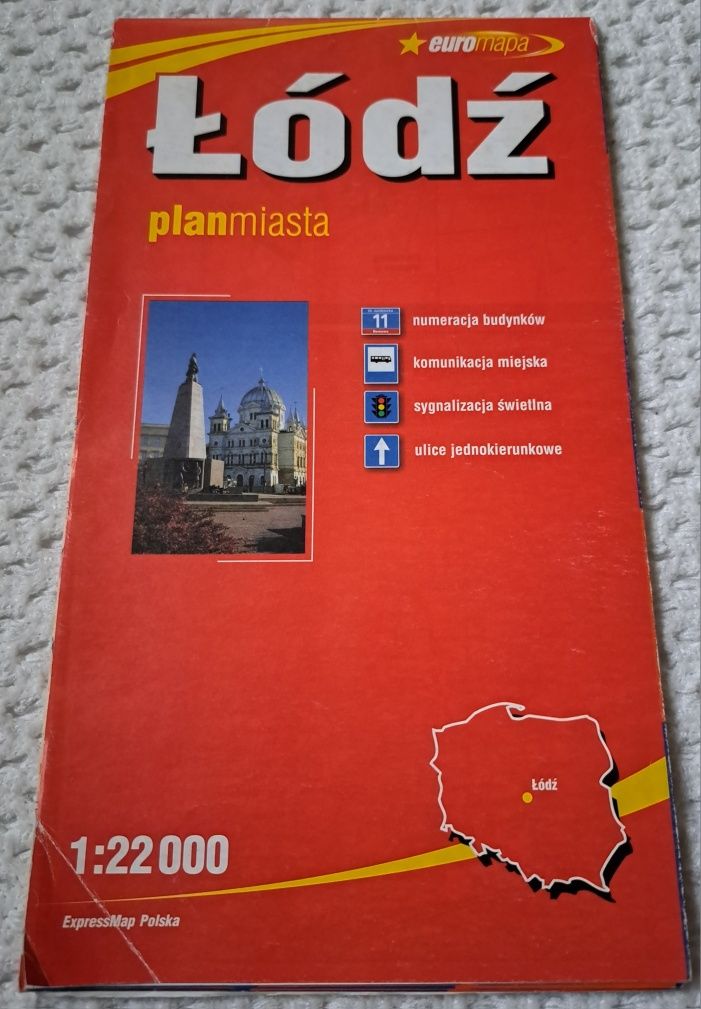 euromapa
Łódź
planmiasta
11
numeracja budynków
komunikacja miejska
sygnalizacja świetlna
ulice jednokierunkowe
Łódź
1:22 000
ExpressMap Polska